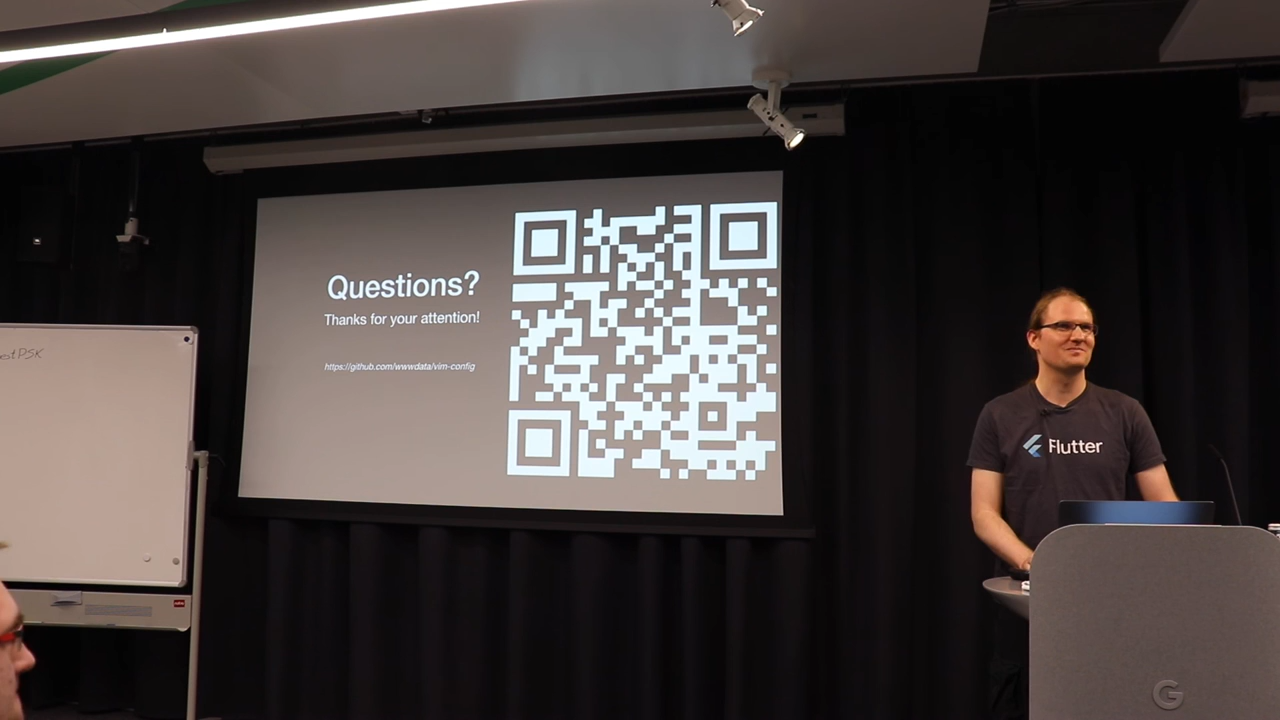 Questions?
Thanks for your attention!
https://github.com/wwwdata/vim-config
Flutter
G